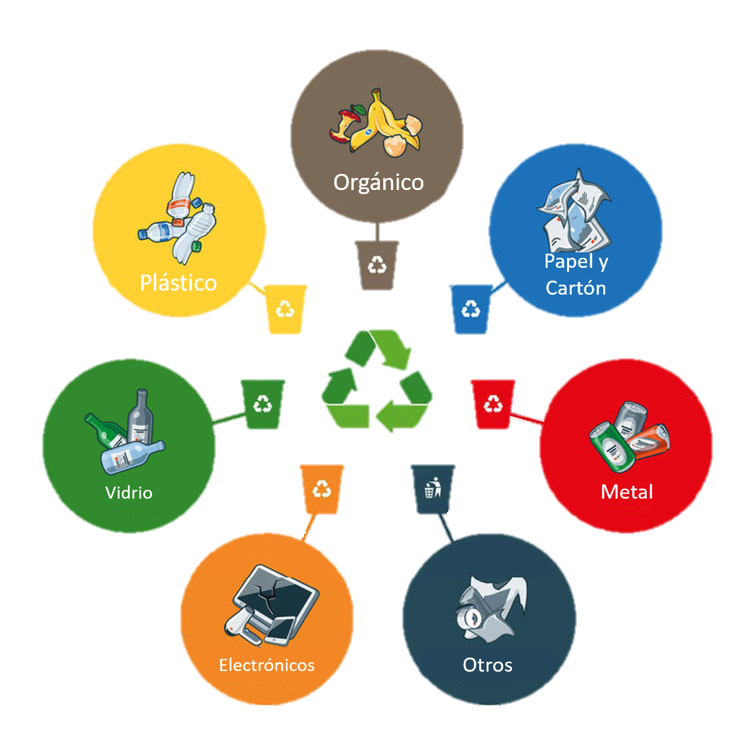 Orgánico
Plástico
Papel y
Cartón
Vidrio
Metal
Electrónicos
Otros